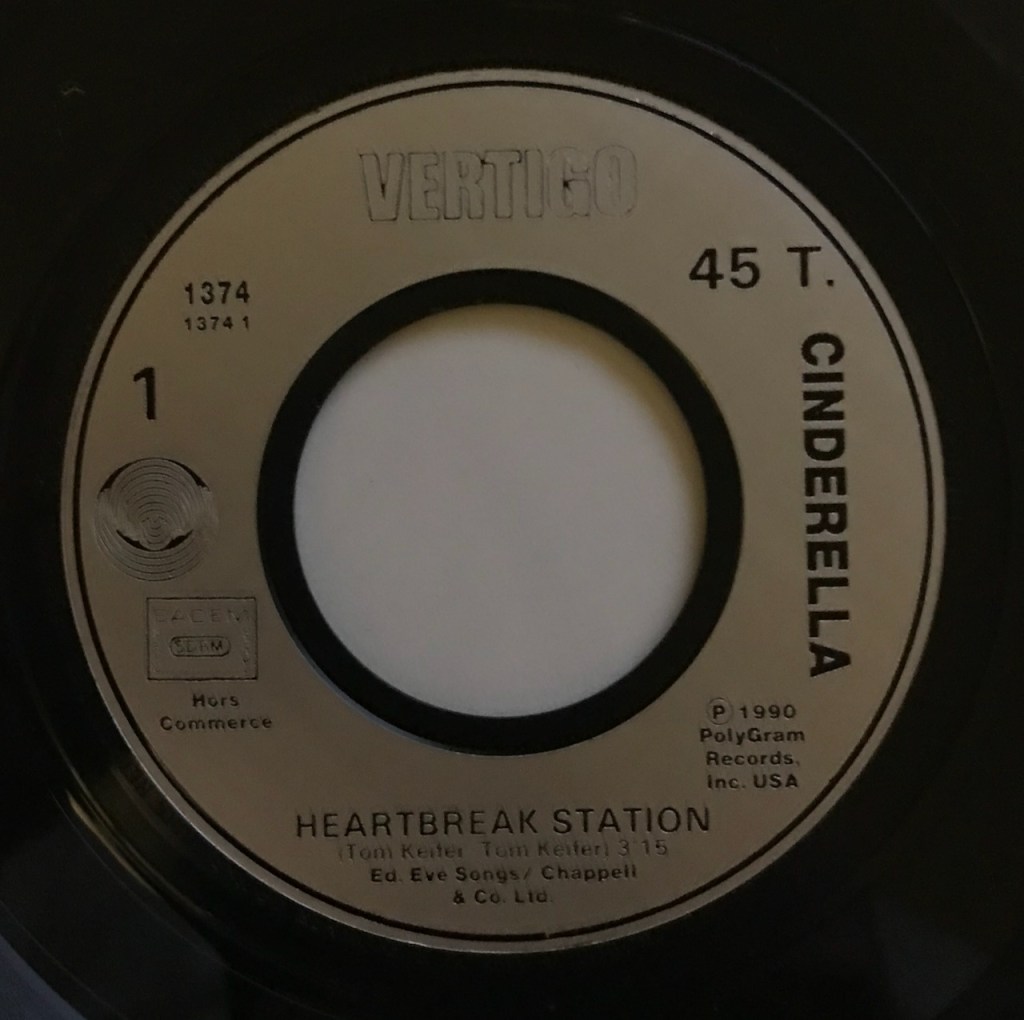 VERTIGO
45 T.
1374
1374 1
1
CINDERELLA
SACEM
SDRM
Hors
Commerce
Ⓟ 1990
PolyGram
Records,
Inc. USA
HEARTBREAK STATION
(Tom Keifer Tom Keifer) 3'15
Ed. Eve Songs/ Chappell
& Co. Ltd.